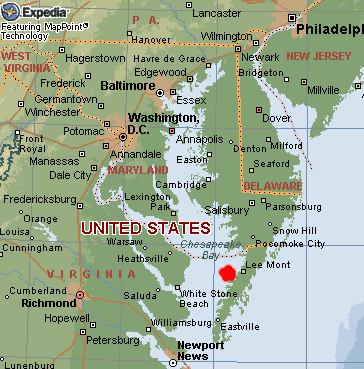 Expedia
Featuring MapPoint®
Technology
P A.
Lancaster
Philadelp
Hanover
Wilmington
WEST
VIRGINIA
Hagerstown
Havre de Grace
Newark
NEW JERSEY
Frederick
Edgewood
Bridgeton
Germantown
Baltimore
Millville
Winchester
Essex
Potomac
Washington,
D.C.
Dover
Front
Royal
Annapolis
Denton
Milford
Annandale
Easton
Manassas
MARYLAND
Seaford
Dale City
Cambridge
DELAWARE
Fredericksburg
Lexington
Park
Salisbury
Parsonsburg
Orange
UNITED STATES
Snow Hill
Louisa
Cunningham
Warsaw
Chesapeake
Bay
Pocomoke City
Heathsville
Lee Mont
VIRGINIA
Cumberland
Saluda
White Stone
Beach
Richmond
Hopewell
Williamsburg
Eastville
Petersburg
Newport
News
Lunenburg